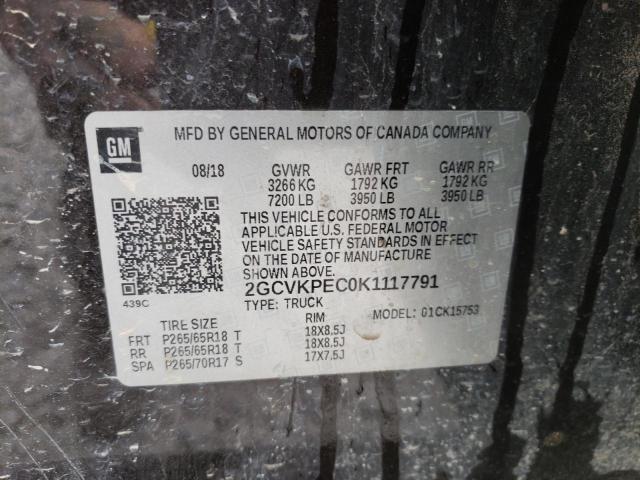 GM
MFD BY GENERAL MOTORS OF CANADA COMPANY
08/18 GVWR GAWR FRT GAWR RR
3266 KG 1792 KG 1792 KG
7200 LB 3950 LB 3950 LB
THIS VEHICLE CONFORMS TO ALL
APPLICABLE U.S. FEDERAL MOTOR
VEHICLE SAFETY STANDARDS IN EFFECT
ON THE DATE OF MANUFACTURE
SHOWN ABOVE.
439C
2GCVKPEC0K1117791
TYPE: TRUCK MODEL: G1CK15753
TIRE SIZE RIM
FRT P265/65R18 T 18X8.5J
RR P265/65R18 T 18X8.5J
SPA P265/70R17 S 17X7.5J